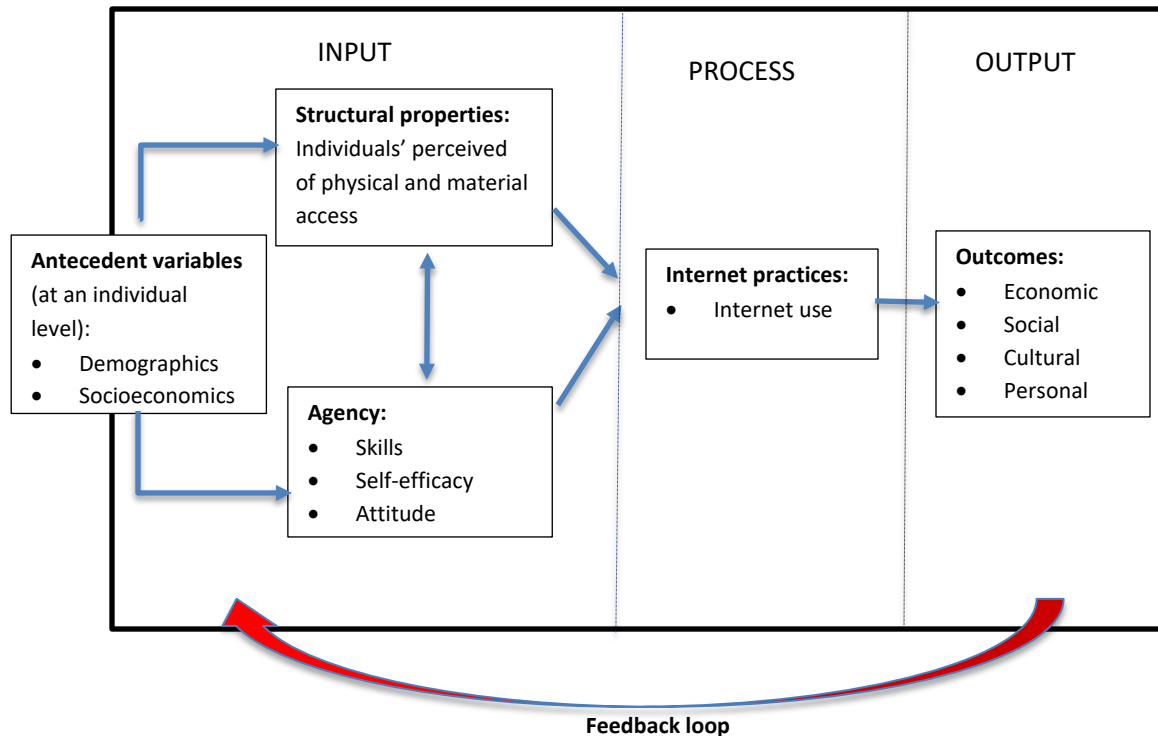 INPUT
PROCESS
OUTPUT
Structural properties:
Individuals’ perceived
of physical and material
access
Antecedent variables
(at an individual
level):
• Demographics
• Socioeconomics
Agency:
• Skills
• Self-efficacy
• Attitude
Internet practices:
• Internet use
Outcomes:
• Economic
• Social
• Cultural
• Personal
Feedback loop